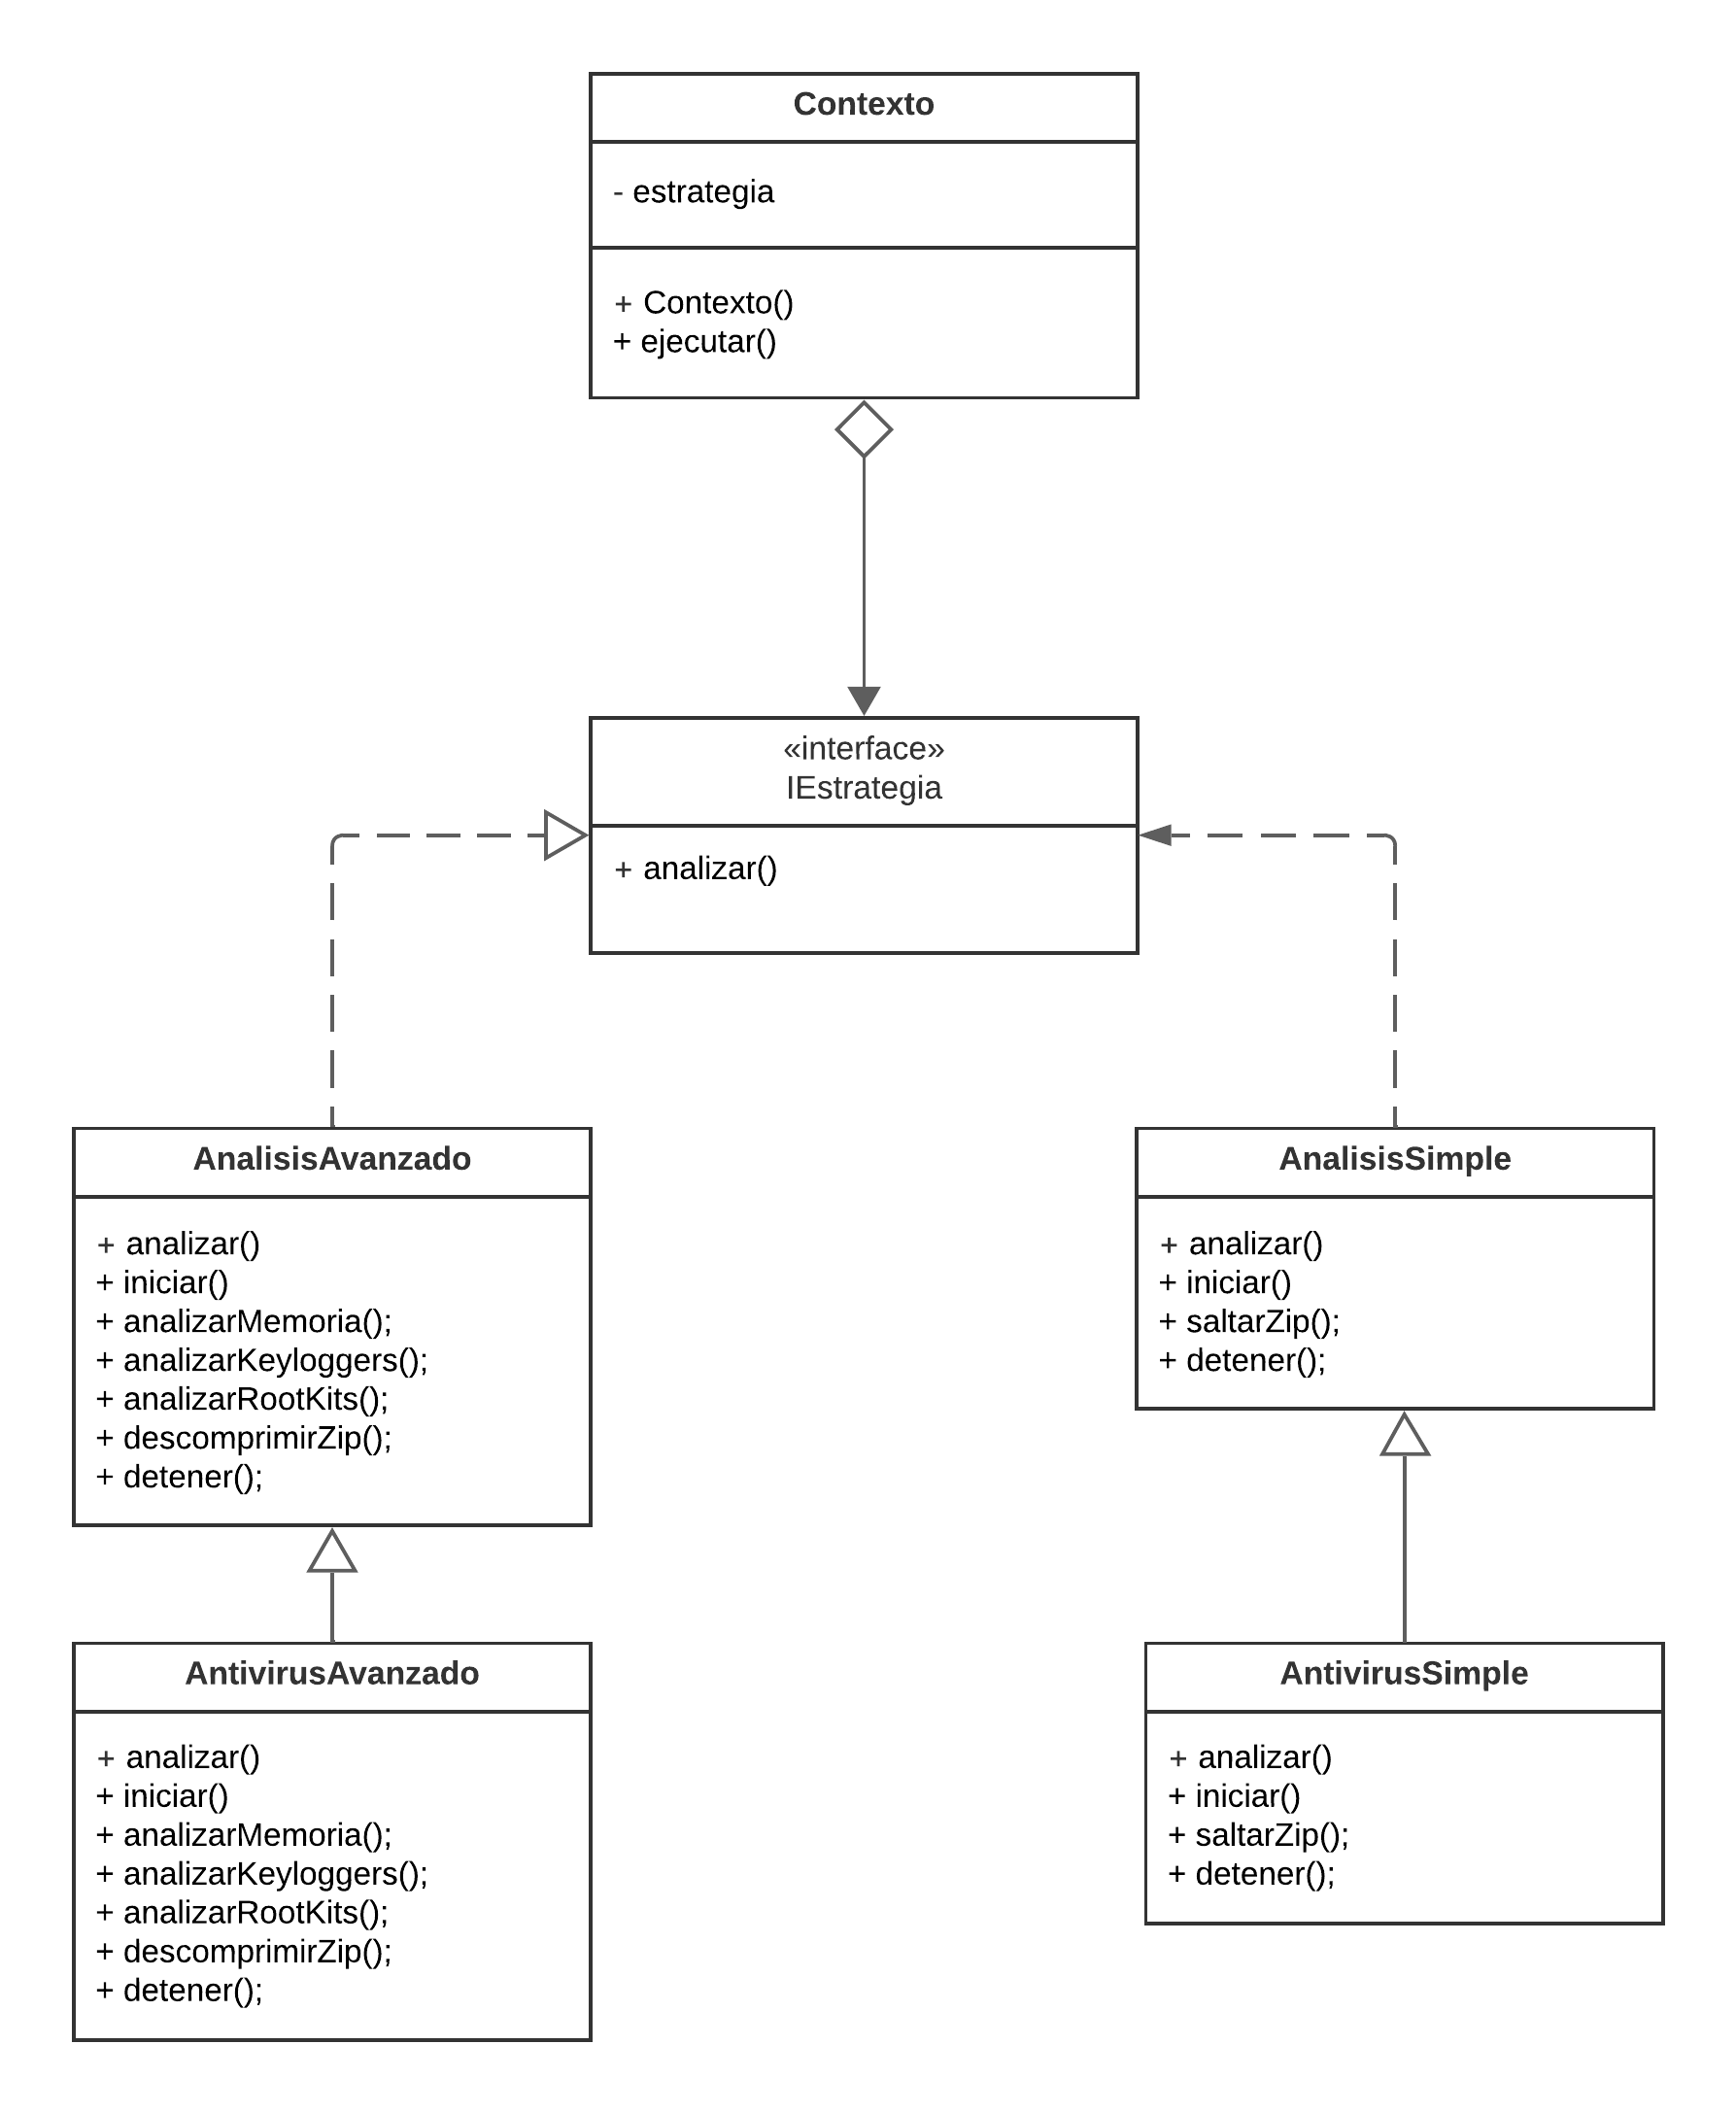 Contexto
- estrategia
+ Contexto()
+ ejecutar()
«interface»
IEstrategia
+ analizar()
AnalisisAvanzado
+ analizar()
+ iniciar()
+ analizarMemoria();
+ analizarKeyloggers();
+ analizarRootKits();
+ descomprimirZip();
+ detener();
AnalisisSimple
+ analizar()
+ iniciar()
+ saltarZip();
+ detener();
AntivirusAvanzado
+ analizar()
+ iniciar()
+ analizarMemoria();
+ analizarKeyloggers();
+ analizarRootKits();
+ descomprimirZip();
+ detener();
AntivirusSimple
+ analizar()
+ iniciar()
+ saltarZip();
+ detener();